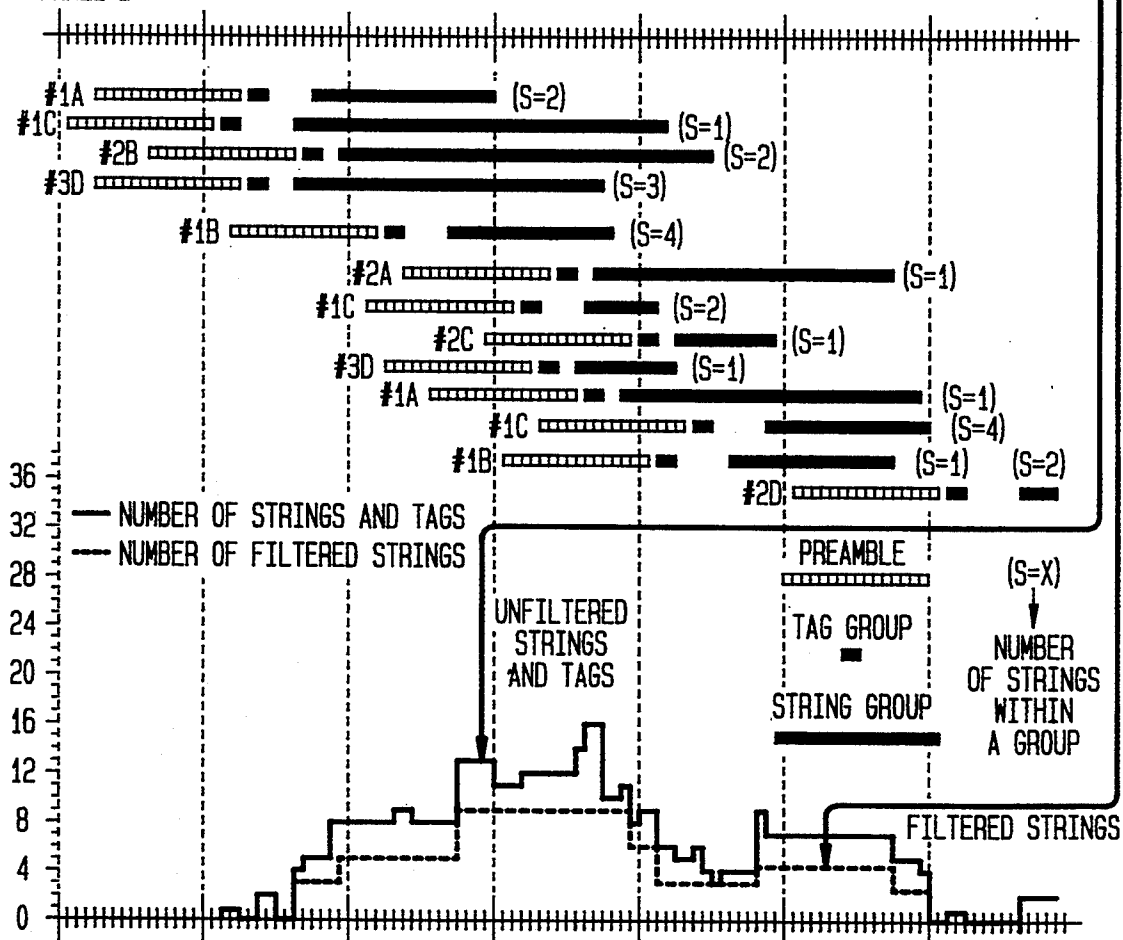 #1A (S=2)
#1C (S=1)
#2B (S=2)
#3D (S=3)
#1B (S=4)
#2A (S=1)
#1C (S=2)
#2C (S=1)
#3D (S=1)
#1A (S=1)
#1C (S=4)
#1B (S=1) (S=2)
#2D
36
32
28
24
20
16
12
8
4
0
NUMBER OF STRINGS AND TAGS
NUMBER OF FILTERED STRINGS
UNFILTERED
STRINGS
AND TAGS
PREAMBLE
TAG GROUP
STRING GROUP
(S=X)
NUMBER
OF STRINGS
WITHIN
A GROUP
FILTERED STRINGS